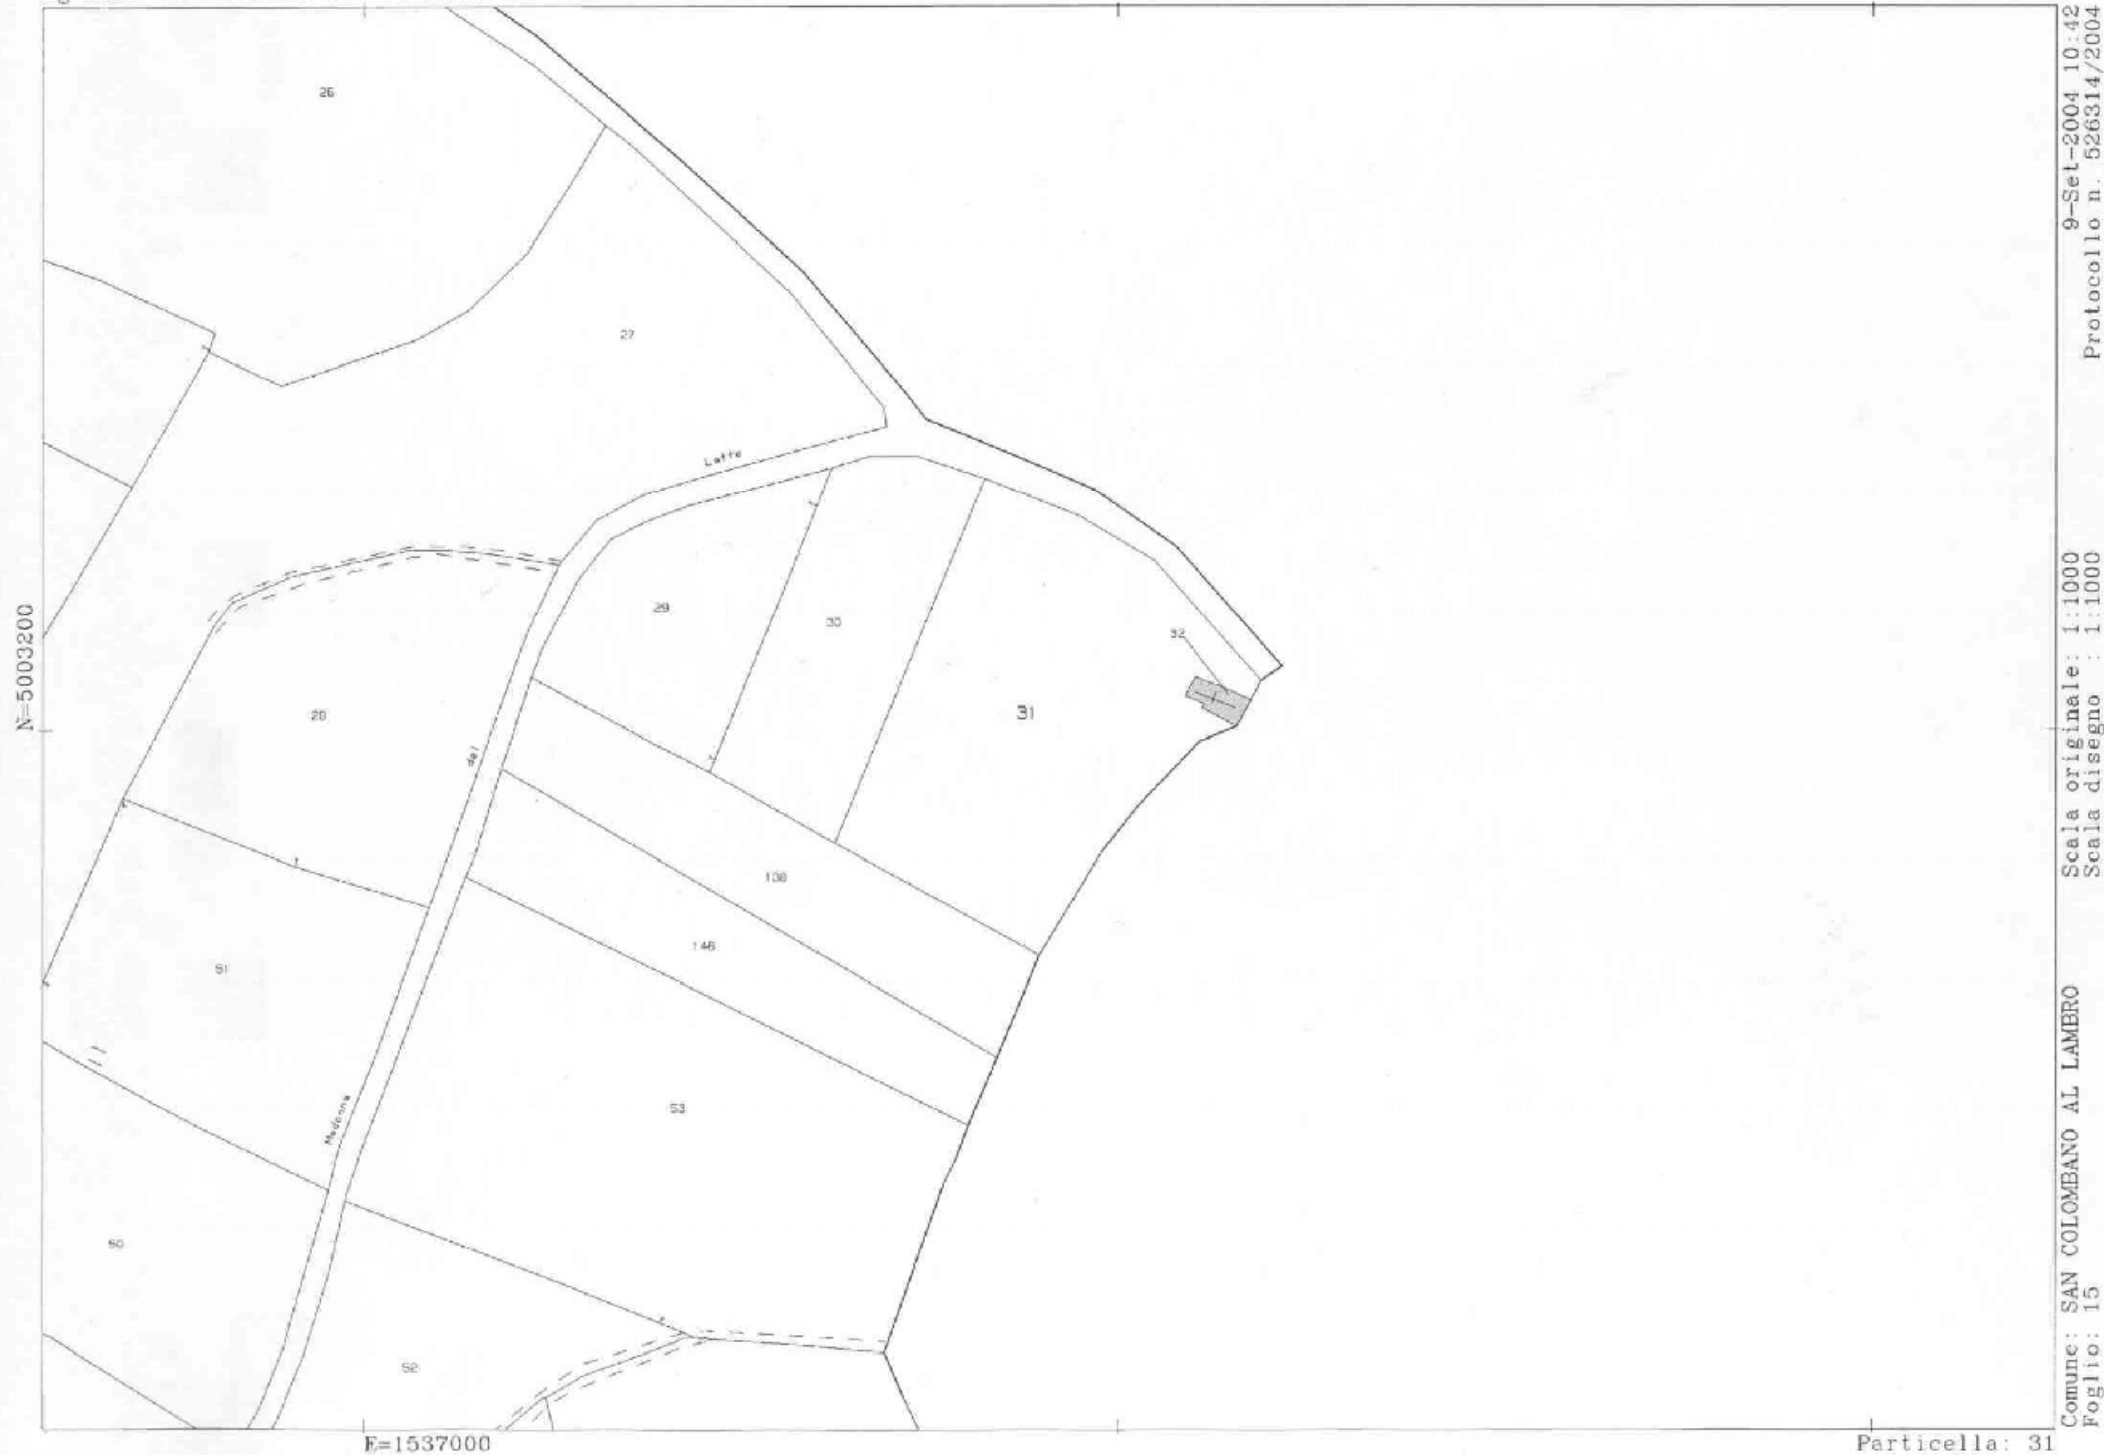 26
27
Latte
29
30
32
31
20
del
138
146
51
53
Madonna
50
52
N=5003200
E=1537000
Particella: 31
9-Set-2004 10:42
Protocollo n. 526314/2004
Scala originale: 1:1000
Scala disegno : 1:1000
Comune: SAN COLOMBANO AL LAMBRO
Foglio: 15